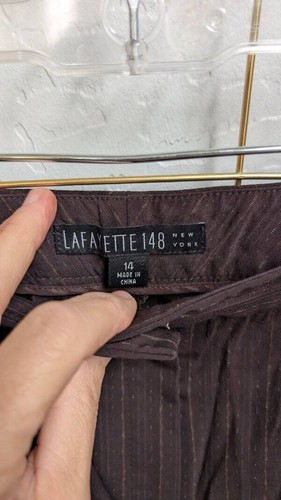 LAFAYETTE 148 NEW YORK
14
MADE IN
CHINA